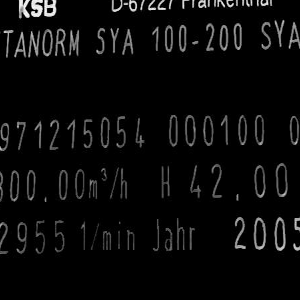 KSB D-67227 Frankenthal
TANORM SYA 100-200 SYA
971215054 000100 0
800.00m³/h H 42.00
2955 1/min Jahr 2005